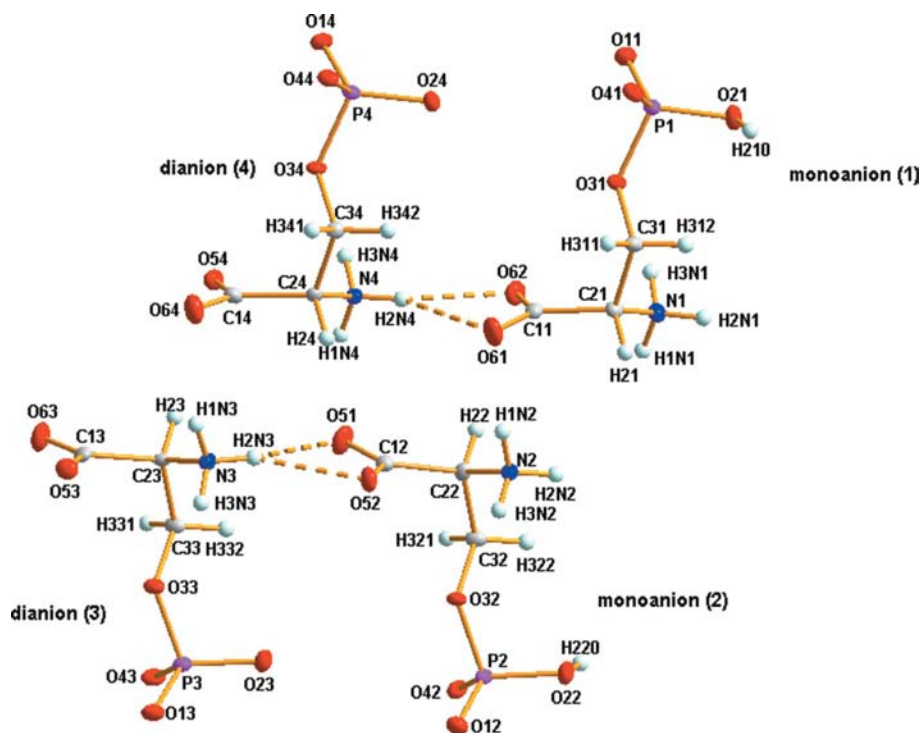 O14 O11
O44 O24 O41 O21
P4 P1
H210
dianion (4) O34 O31 monoanion (1)
C34 H342 C31 H312
H341 H311
O54 H3N4 O62 H3N1
C24 N4 C21 N1
O64 C14 H2N4 C11 H2N1
H24 H1N4 O61 H21 H1N1
O63 H23 H1N3 O51 H22 H1N2
C13 H2N3 C12
C23 N3 N2
O53 O52 C22 H2N2
H3N3 H3N2
H331 H321
C33 H332 C32 H322
O33 O32
dianion (3) monoanion (2)
P2 H220
O43 P3 O23 O42 O22
O13 O12